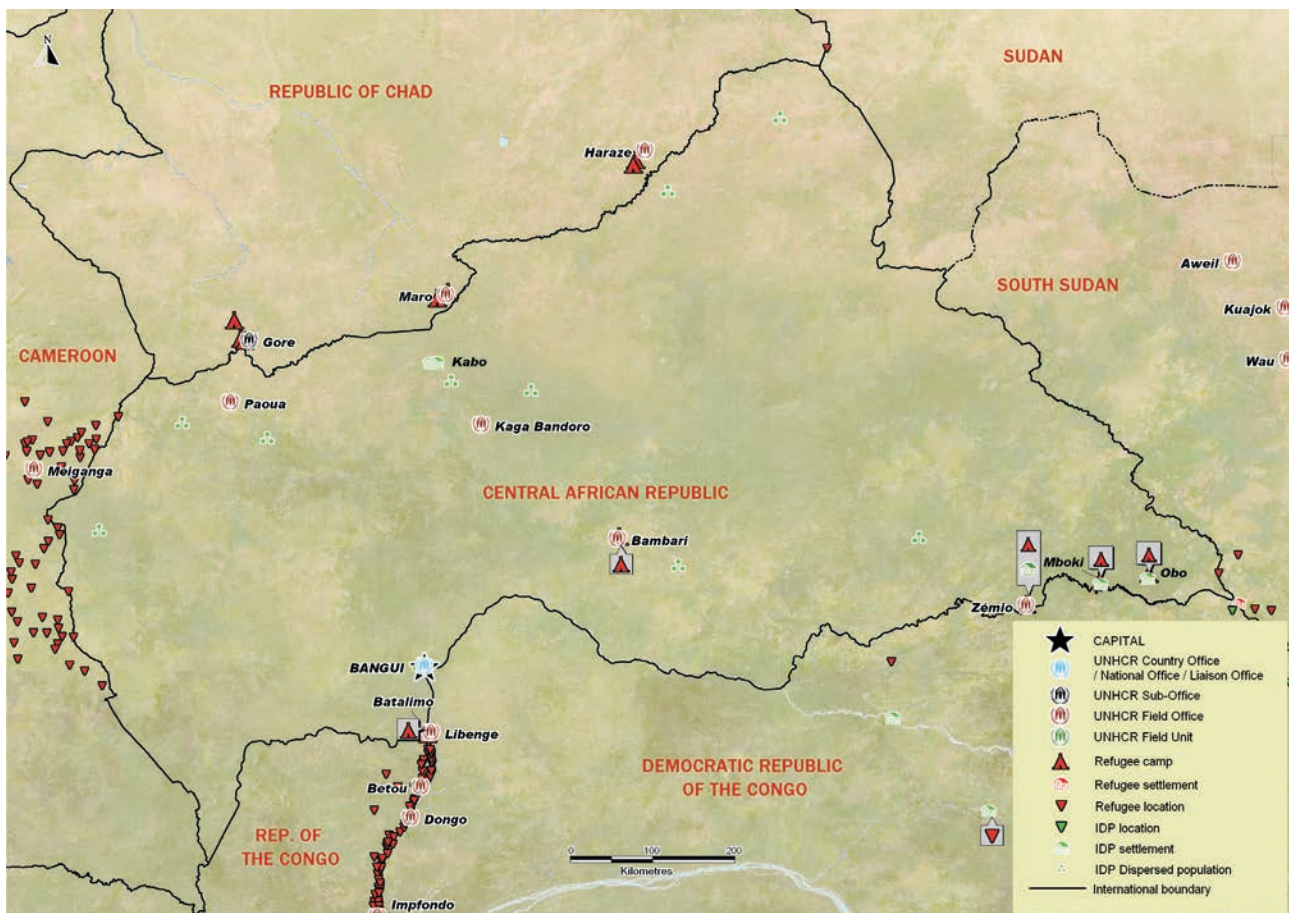 N
SUDAN
REPUBLIC OF CHAD
Haraze
Aweil
SOUTH SUDAN
Maro
Kuajok
Gore
CAMEROON
Kabo
Wau
Paoua
Kaga Bandoro
Meiganga
CENTRAL AFRICAN REPUBLIC
Bambari
Mboki
Obo
Zémio
BANGUI
Batalimo
Libenge
DEMOCRATIC REPUBLIC
OF THE CONGO
Betou
Dongo
REP. OF
THE CONGO
Impfondo
0 100 200
Kilometres
CAPITAL
UNHCR Country Office
/ National Office / Liaison Office
UNHCR Sub-Office
UNHCR Field Office
UNHCR Field Unit
Refugee camp
Refugee settlement
Refugee location
IDP location
IDP settlement
IDP Dispersed population
International boundary